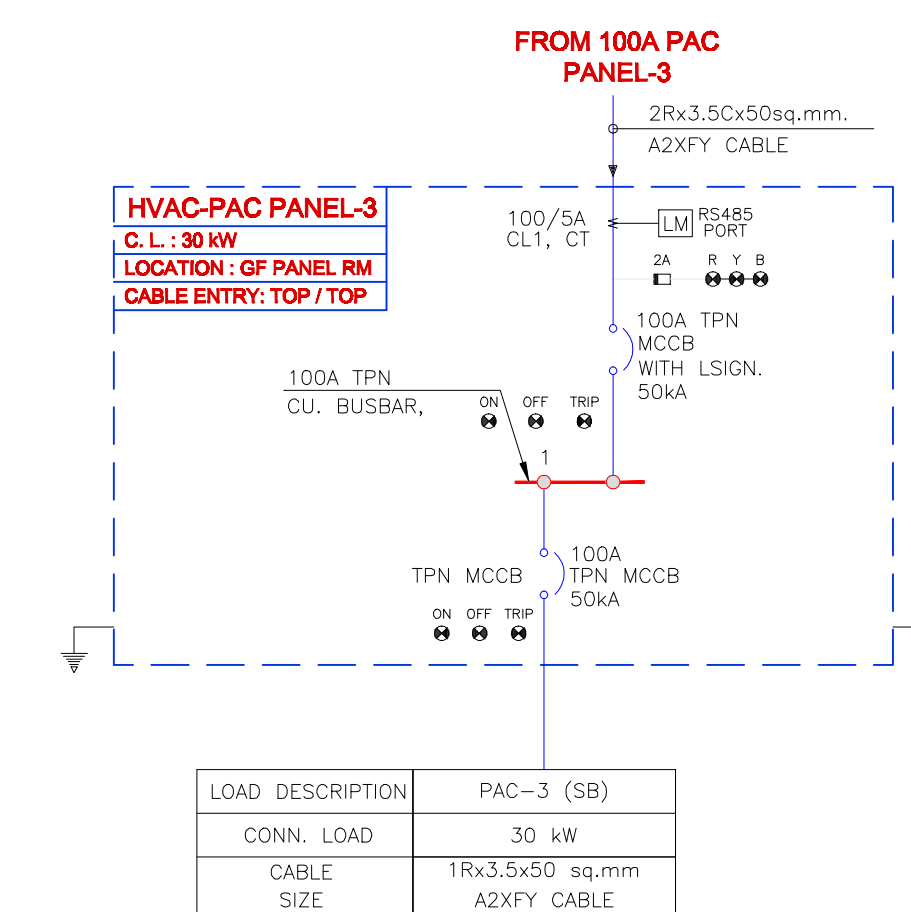 FROM 100A PAC
PANEL-3
2Rx3.5Cx50sq.mm.
A2XFY CABLE
HVAC-PAC PANEL-3
C. L. : 30 kW
LOCATION : GF PANEL RM
CABLE ENTRY: TOP / TOP
100/5A
CL1, CT
LM
RS485
PORT
2A
R Y B
100A TPN
MCCB
WITH LSIGN.
50kA
100A TPN
CU. BUSBAR,
ON OFF TRIP
1
TPN MCCB
100A
TPN MCCB
50kA
ON OFF TRIP
LOAD DESCRIPTION PAC-3 (SB)
CONN. LOAD 30 kW
CABLE
SIZE
1Rx3.5x50 sq.mm
A2XFY CABLE